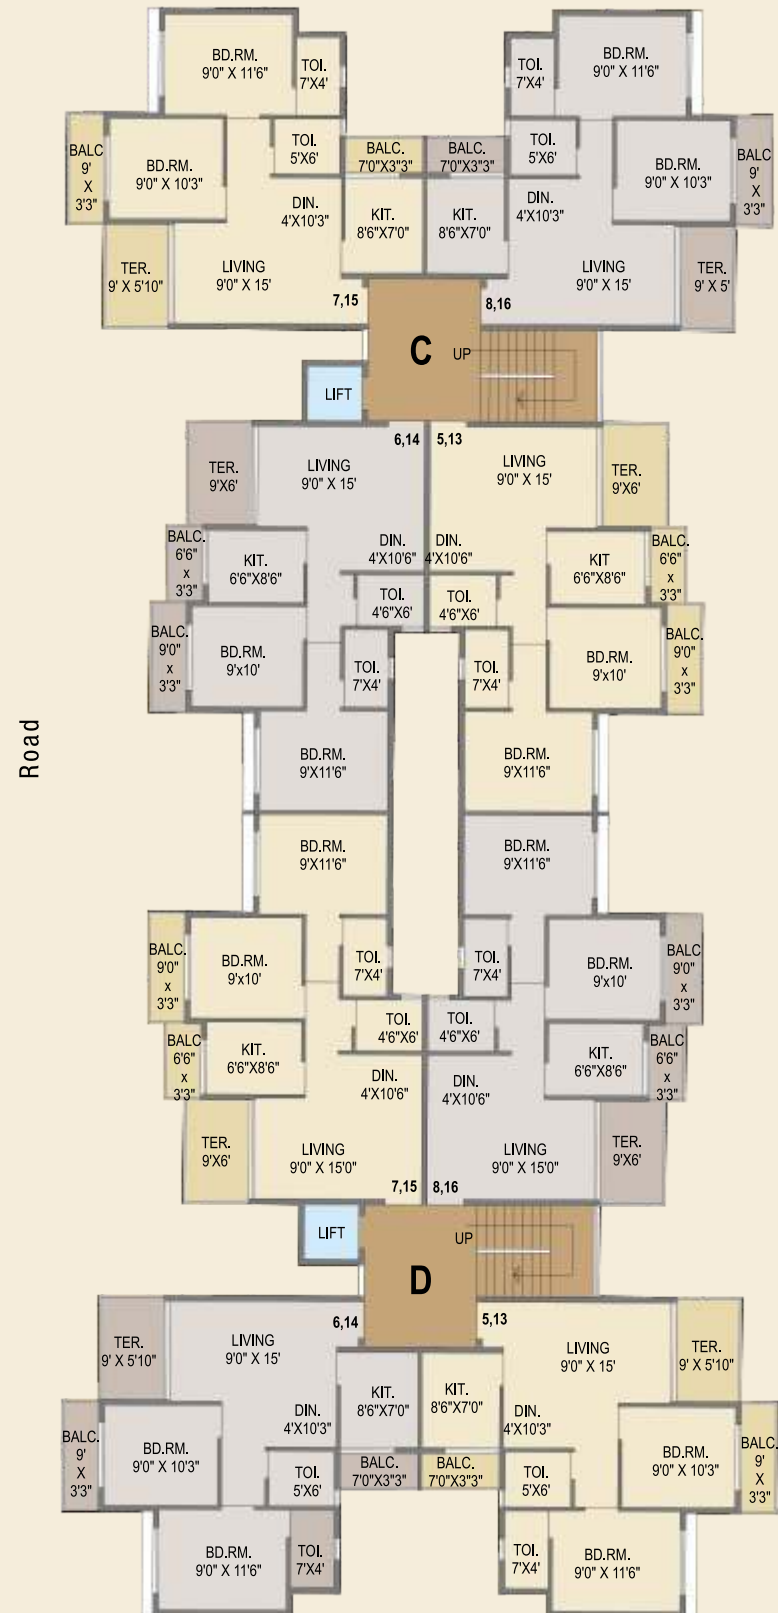 BD.RM.
9'0" X 11'6"
TOI.
7'X4'
TOI.
5'X6'
BALC
9'
X
3'3"
BD.RM.
9'0" X 10'3"
BALC.
7'0"X3"3"
DIN.
4'X10'3"
KIT.
8'6"X7'0"
TER.
9' X 5'10"
LIVING
9'0" X 15'
7,15
TOI.
7'X4'
BD.RM.
9'0" X 11'6"
TOI.
5'X6'
BD.RM.
9'0" X 10'3"
BALC
9'
X
3'3"
BALC.
7'0"X3"3"
KIT.
8'6"X7'0"
DIN.
4'X10'3"
LIVING
9'0" X 15'
TER.
9' X 5'
8,16
C
UP
LIFT
6,14
LIVING
9'0" X 15'
TER.
9'X6'
BALC.
6'6"
x
3'3"
KIT.
6'6"X8'6"
DIN.
4'X10'6"
TOI.
4'6"X6'
BALC.
9'0"
x
3'3"
BD.RM.
9'x10'
TOI.
7'X4'
BD.RM.
9'X11'6"
5,13
LIVING
9'0" X 15'
TER.
9'X6'
DIN.
4'X10'6"
KIT
6'6"X8'6"
BALC.
6'6"
x
3'3"
TOI.
4'6"X6'
TOI.
7'X4'
BD.RM.
9'x10'
BALC.
9'0"
x
3'3"
BD.RM.
9'X11'6"
Road
BD.RM.
9'X11'6"
BALC.
9'0"
x
3'3"
BD.RM.
9'x10'
TOI.
7'X4'
TOI.
4'6"X6'
BALC
6'6"
x
3'3"
KIT.
6'6"X8'6"
DIN.
4'X10'6"
TER.
9'X6'
LIVING
9'0" X 15'0"
7,15
BD.RM.
9'X11'6"
TOI.
7'X4'
BD.RM.
9'x10'
BALC
9'0"
x
3'3"
TOI.
4'6"X6'
KIT.
6'6"X8'6"
BALC
6'6"
x
3'3"
DIN.
4'X10'6"
LIVING
9'0" X 15'0"
TER.
9'X6'
8,16
LIFT
UP
D
6,14
TER.
9' X 5'10"
LIVING
9'0" X 15'
KIT.
8'6"X7'0"
DIN.
4'X10'3"
BALC.
9'
X
3'3"
BD.RM.
9'0" X 10'3"
BALC.
7'0"X3"3"
TOI.
5'X6'
BD.RM.
9'0" X 11'6"
TOI.
7'X4'
5,13
LIVING
9'0" X 15'
TER.
9' X 5'10"
KIT.
8'6"X7'0"
DIN.
4'X10'3"
BALC.
7'0"X3"3"
TOI.
5'X6'
BD.RM.
9'0" X 10'3"
BALC.
9'
X
3'3"
TOI.
7'X4'
BD.RM.
9'0" X 11'6"